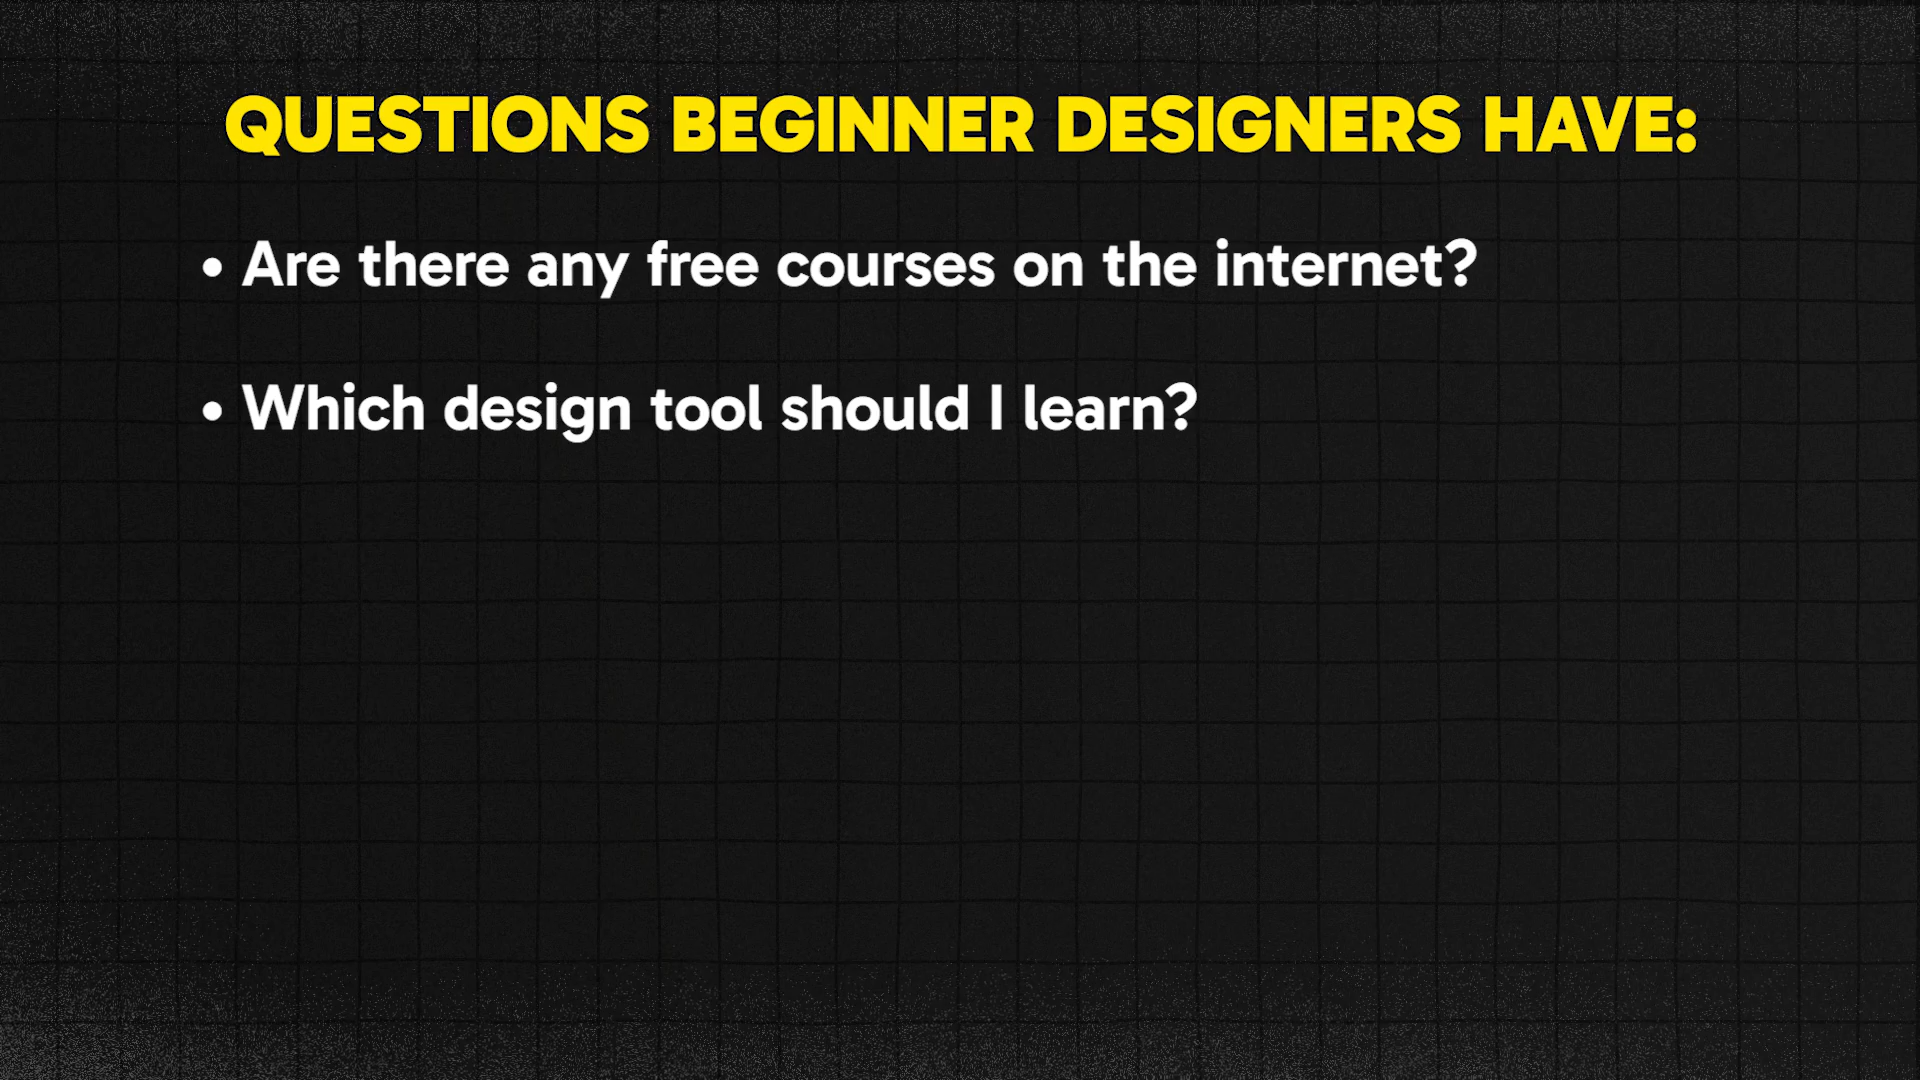 QUESTIONS BEGINNER DESIGNERS HAVE:
• Are there any free courses on the internet?
• Which design tool should I learn?